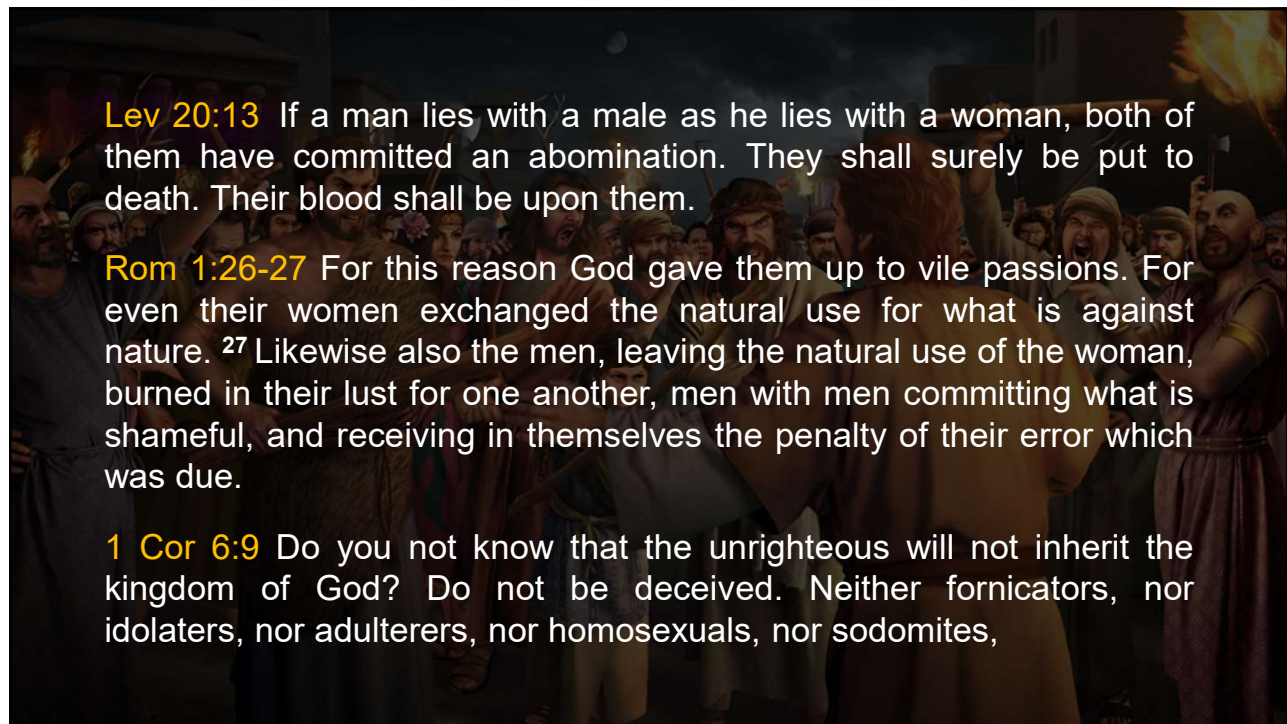 Lev 20:13 If a man lies with a male as he lies with a woman, both of
them have committed an abomination. They shall surely be put to
death. Their blood shall be upon them.
Rom 1:26-27 For this reason God gave them up to vile passions. For
even their women exchanged the natural use for what is against
nature. 27 Likewise also the men, leaving the natural use of the woman,
burned in their lust for one another, men with men committing what is
shameful, and receiving in themselves the penalty of their error which
was due.
1 Cor 6:9 Do you not know that the unrighteous will not inherit the
kingdom of God? Do not be deceived. Neither fornicators, nor
idolaters, nor adulterers, nor homosexuals, nor sodomites,